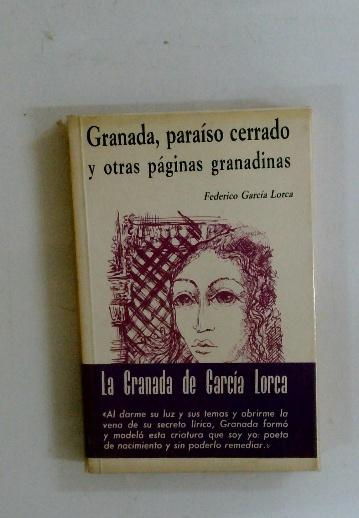 Granada, paraíso cerrado
y otras páginas granadinas
Federico García Lorca
La Granada de García Lorca
«Al darme su luz y sus temas y abrirme la
vena de su secreto lírico, Granada formó
y modeló esta criatura que soy yo: poeta
de nacimiento y sin poderlo remediar.»